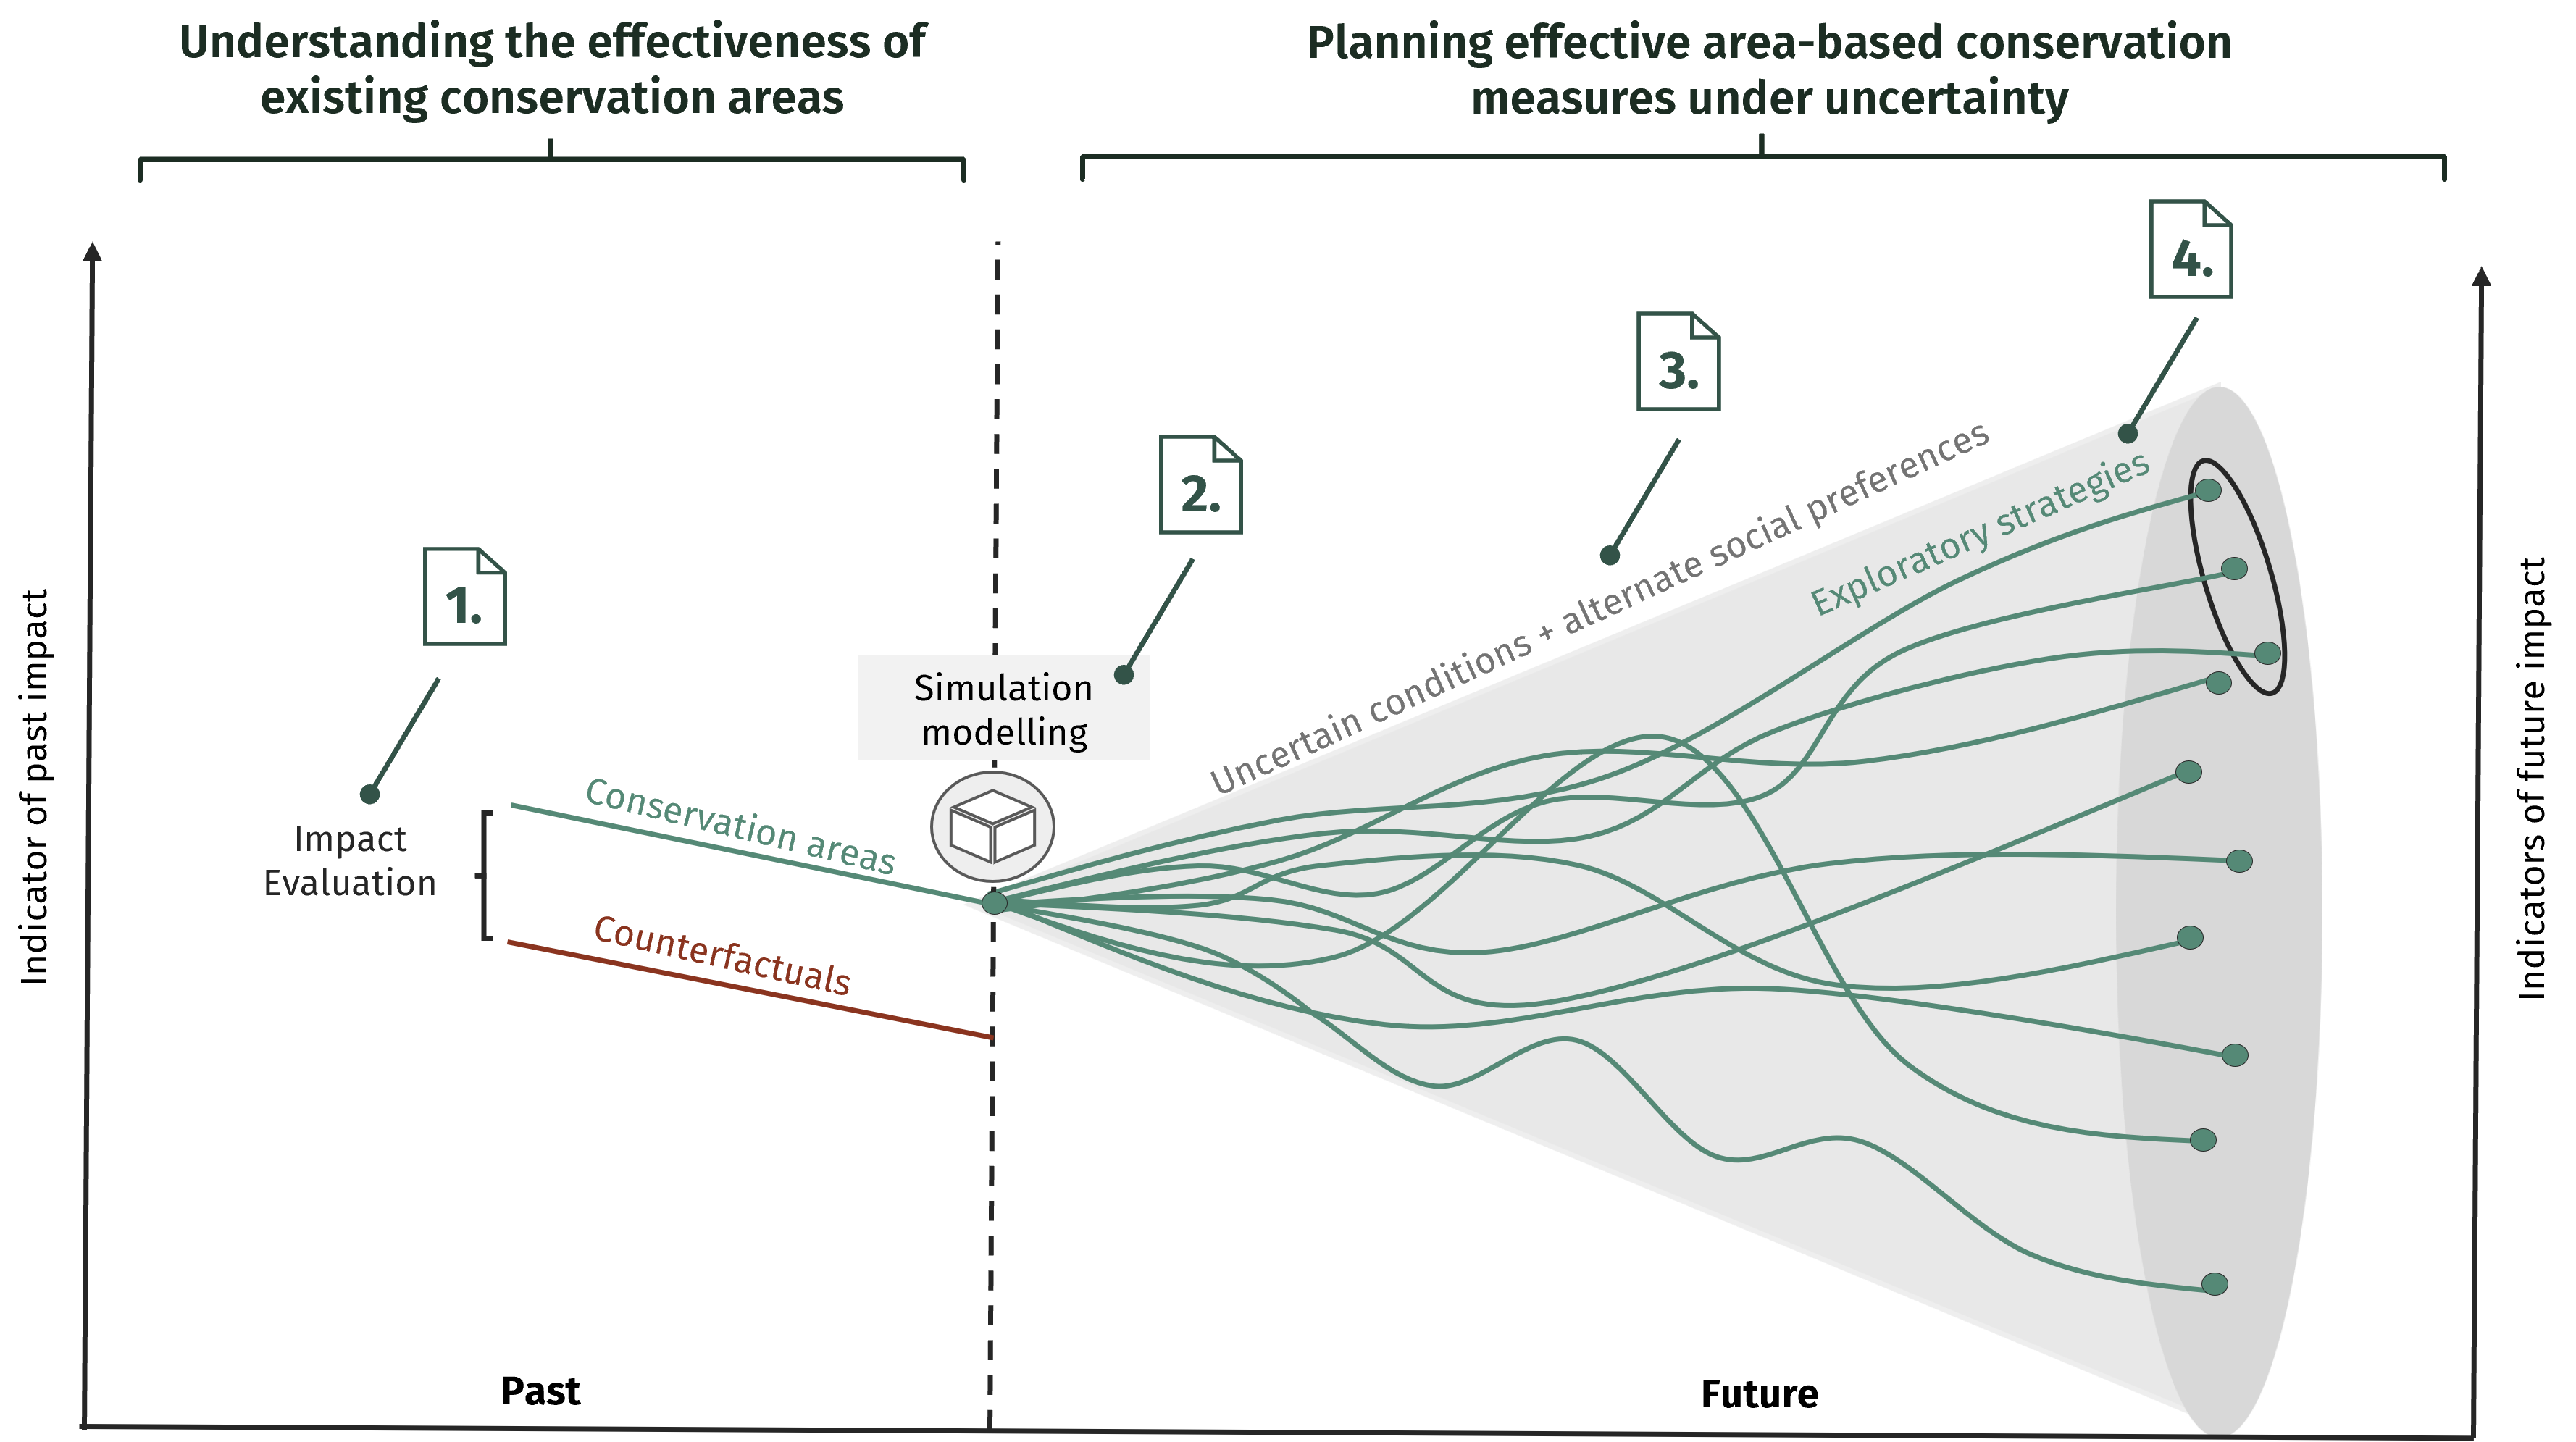 Understanding the effectiveness of
existing conservation areas
Planning effective area-based conservation
measures under uncertainty
4.
3.
2.
1.
Uncertain conditions + alternate social preferences
Exploratory strategies
Indicator of past impact
Indicators of future impact
Simulation
modelling
Conservation areas
Impact
Evaluation
Counterfactuals
Past
Future